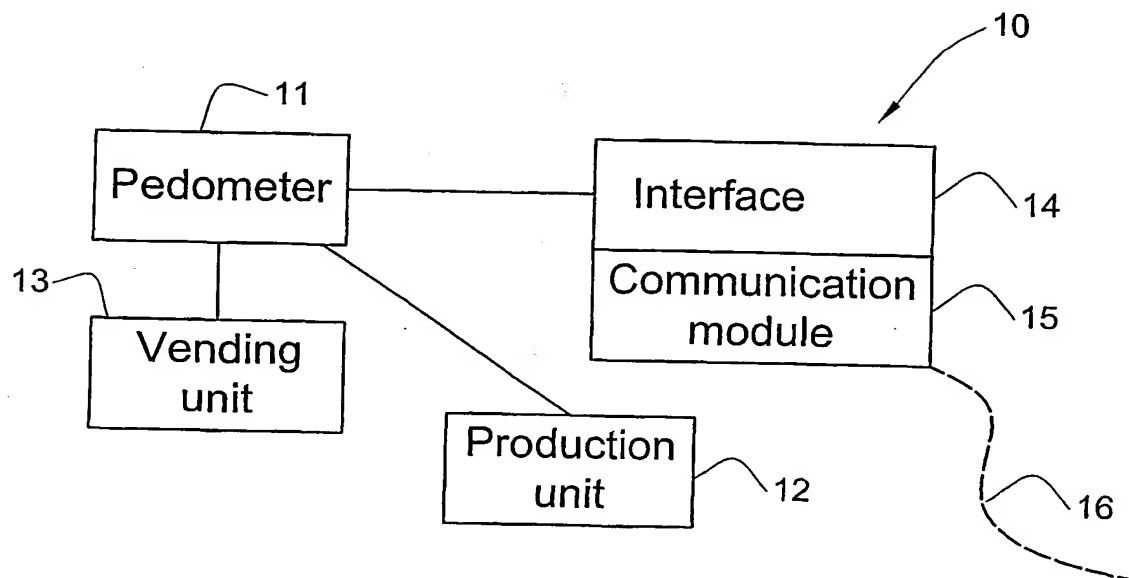 10
11
Pedometer
Interface
14
13
Communication
module
15
Vending
unit
Production
unit
12
16